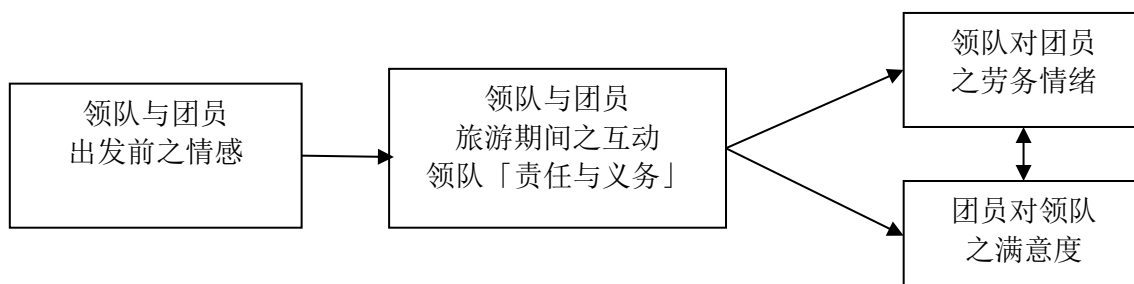 领队与团员
出发前之情感
领队与团员
旅游期间之互动
领队「责任与义务」
领队对团员
之劳务情绪
团员对领队
之满意度